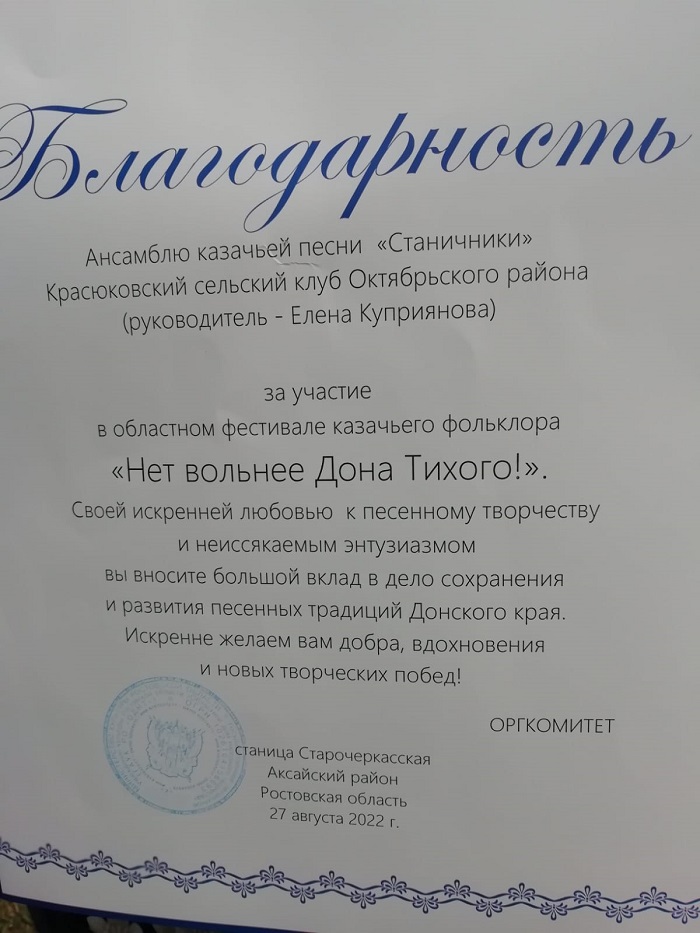 Благодарность
Ансамблю казачьей песни «Станичники»
Красюковский сельский клуб Октябрьского района
(руководитель - Елена Куприянова)
за участие
в областном фестивале казачьего фольклора
«Нет вольнее Дона Тихого!».
Своей искренней любовью к песенному творчеству
и неиссякаемым энтузиазмом
вы вносите большой вклад в дело сохранения
и развития песенных традиций Донского края.
Искренне желаем вам добра, вдохновения
и новых творческих побед!
ОРГКОМИТЕТ
станица Старочеркасская
Аксайский район
Ростовская область
27 августа 2022 г.